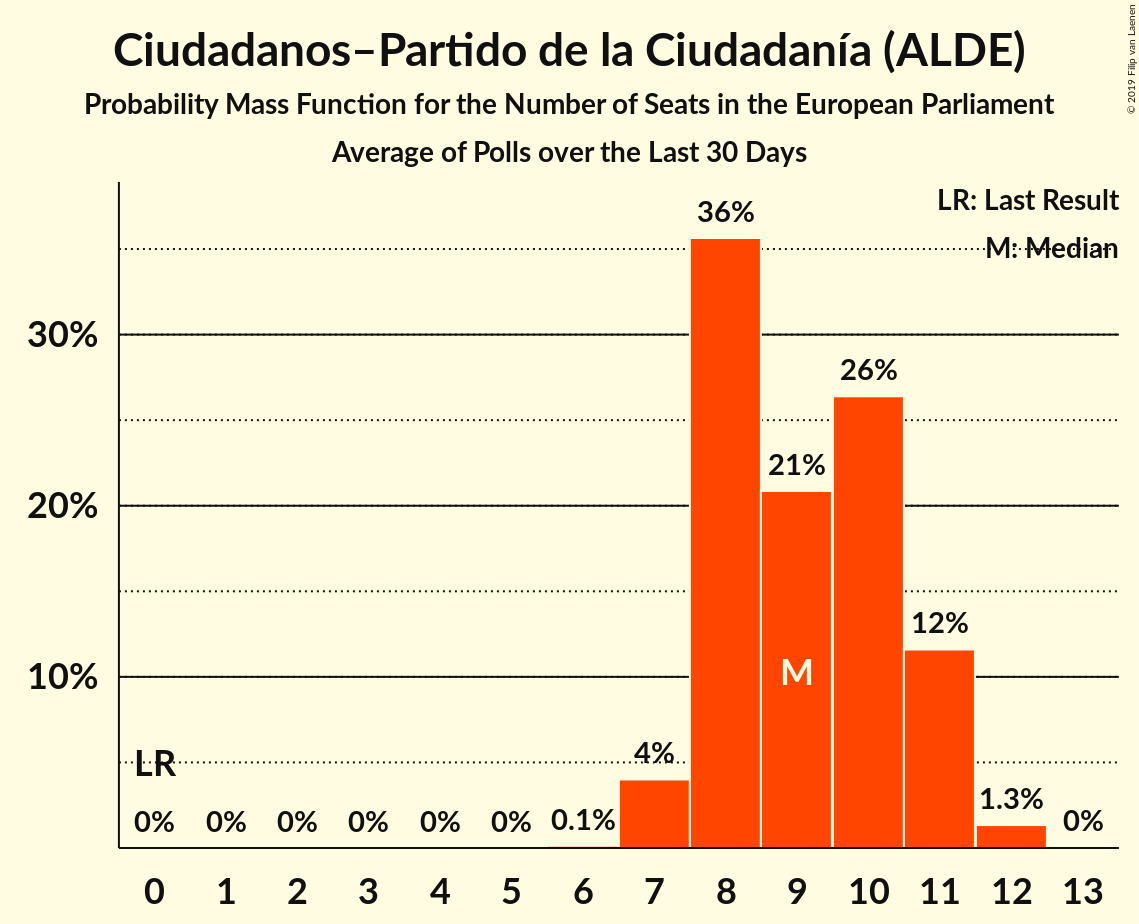 Ciudadanos–Partido de la Ciudadanía (ALDE)
Probability Mass Function for the Number of Seats in the European Parliament
Average of Polls over the Last 30 Days
© 2019 Filip van Laenen
LR: Last Result
M: Median
36%
30%
26%
21%
20%
12%
10%
M
LR
4%
1.3%
0% 0% 0% 0% 0% 0% 0.1% 0%
0 1 2 3 4 5 6 7 8 9 10 11 12 13